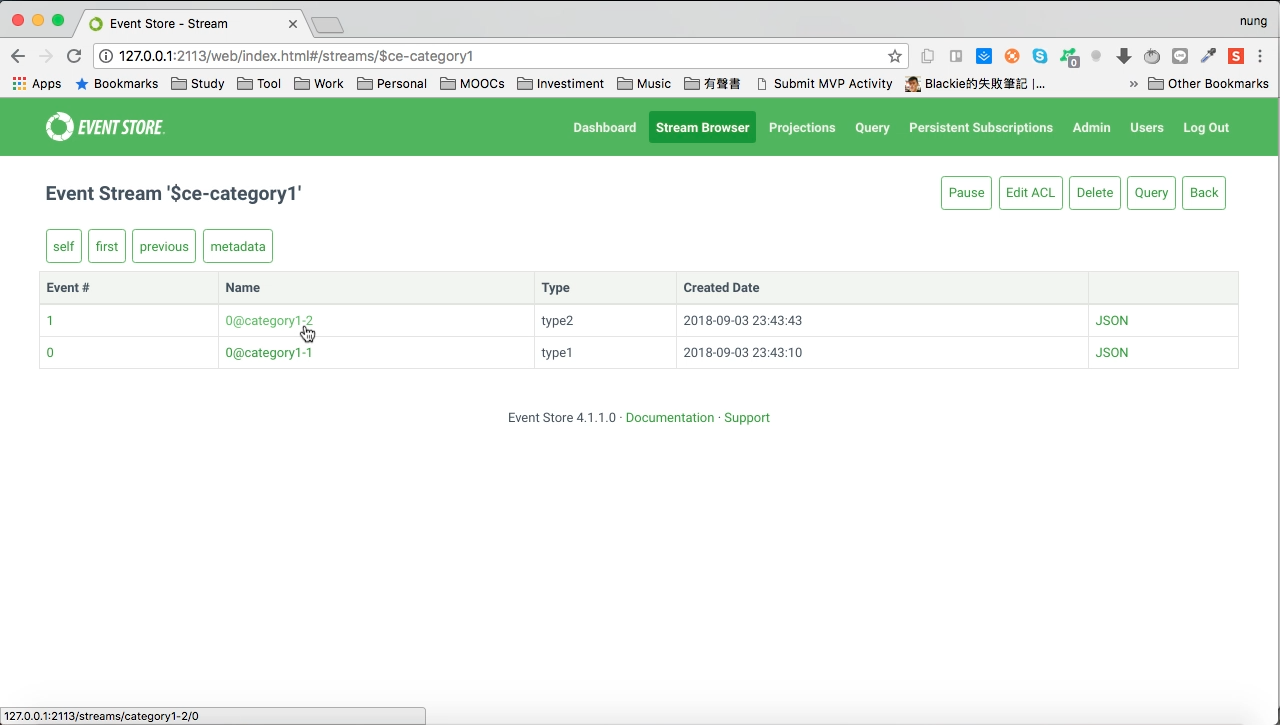 Event Store - Stream
nung
127.0.0.1:2113/web/index.html#/streams/$ce-category1
0
S
S
Apps Bookmarks Study Tool Work Personal MOOCs Investiment Music 有聲書 Submit MVP Activity Blackie的失敗筆記 |... » Other Bookmarks
EVENT STORE.
Dashboard Stream Browser Projections Query Persistent Subscriptions Admin Users Log Out
Event Stream '$ce-category1'
Pause Edit ACL Delete Query Back
self first previous metadata
Event # Name Type Created Date
1 0@category1-2 type2 2018-09-03 23:43:43 JSON
0 0@category1-1 type1 2018-09-03 23:43:10 JSON
Event Store 4.1.1.0 · Documentation · Support
127.0.0.1:2113/streams/category1-2/0